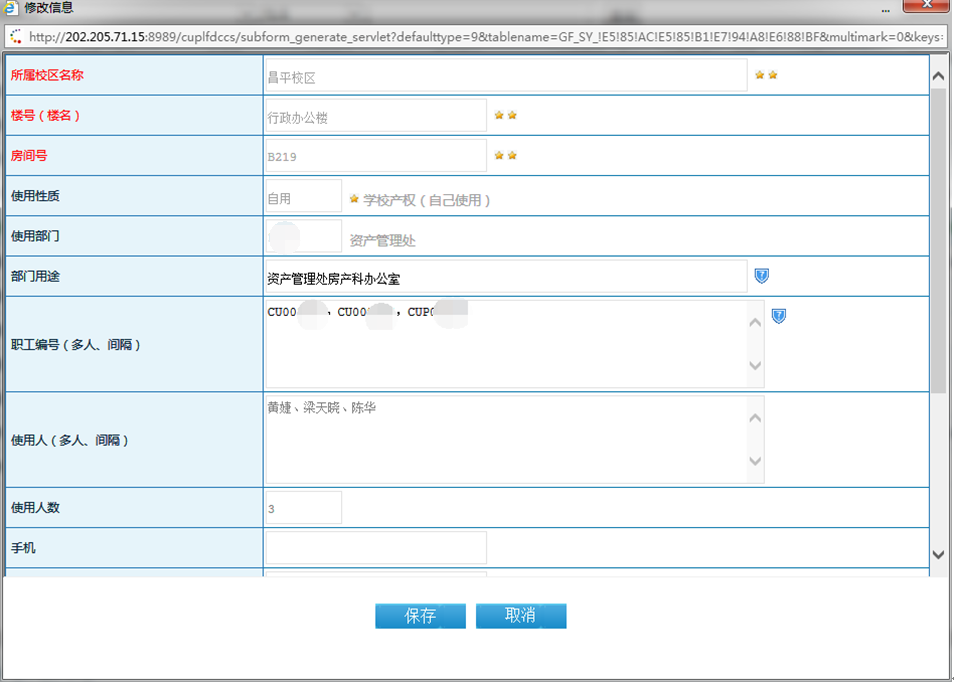 修改信息
...
http://202.205.71.15:8989/cuplfdccs/subform_generate_servlet?defaulttype=9&tablename=GF_SY_!E5!85!AC!E5!85!B1!E7!94!A8!E6!88!BF&multimark=0&keys=
所属校区名称 昌平校区
楼号（楼名） 行政办公楼
房间号 B219
使用性质 自用 学校产权（自己使用）
使用部门 资产管理处
部门用途 资产管理处房产科办公室
职工编号（多人、间隔） CU00 , CU00 , CUP0
使用人（多人、间隔） 黄婕、梁天晥、陈华
使用人数 3
手机
保存 取消